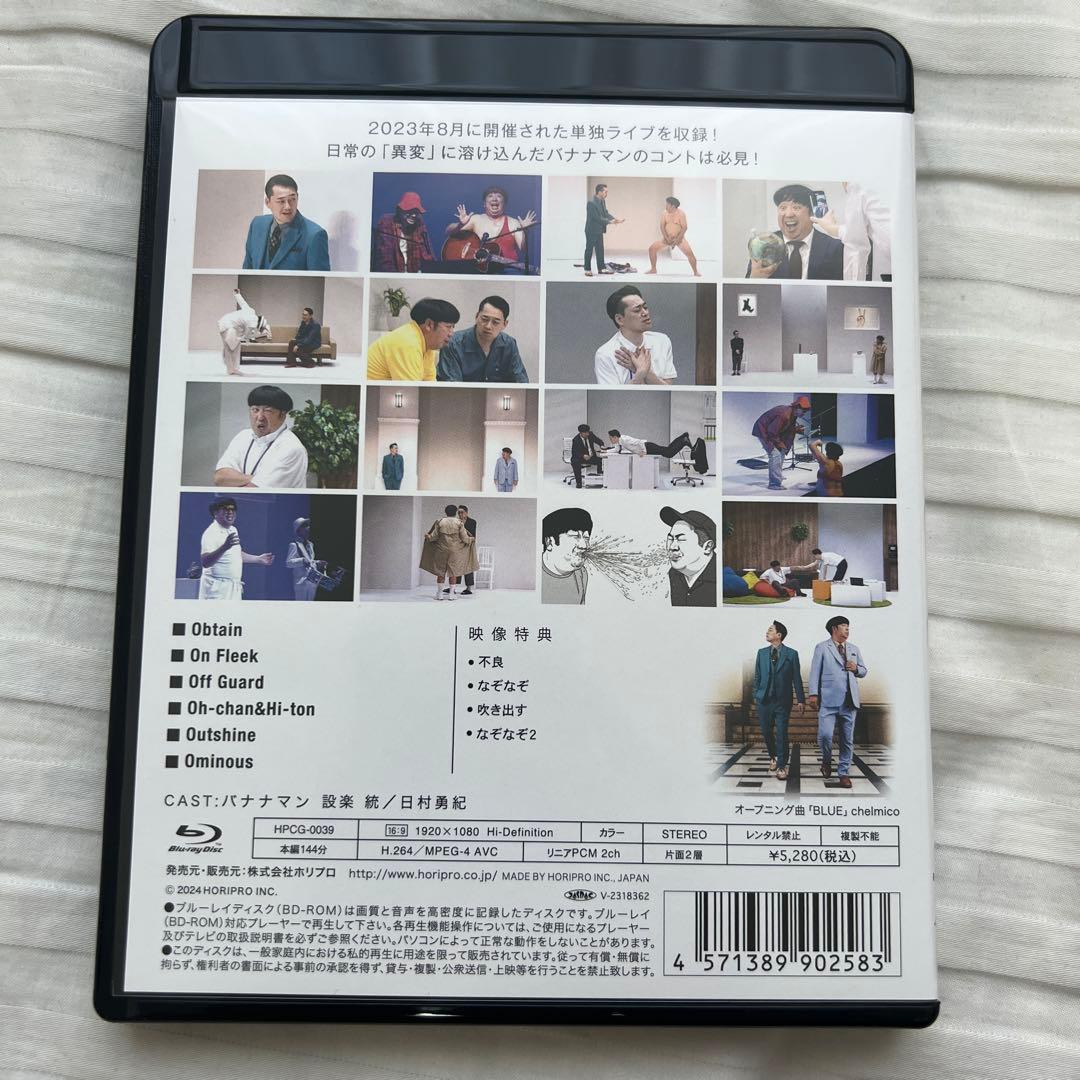 2023年8月に開催された単独ライブを収録！
日常の「異変」に溶け込んだバナナマンのコントは必見！
■ Obtain
■ On Fleek
■ Off Guard
■ Oh-chan&Hi-ton
■ Outshine
■ Ominous
映像特典
• 不良
• なぞなぞ
• 吹き出す
• なぞなぞ2
CAST:バナナマン 設楽 統／日村勇紀
オープニング曲「BLUE」chelmico
Blu-ray Disc™
HPCG-0039
16:9 1920×1080 Hi-Definition
カラー
STEREO
レンタル禁止
複製不能
本編144分
H.264／MPEG-4 AVC
リニアPCM 2ch
片面2層
¥5,280(税込)
発売元・販売元：株式会社ホリプロ http://www.horipro.co.jp/ MADE BY HORIPRO INC., JAPAN
© 2024 HORIPRO INC.
V-2318362
●ブルーレイディスク(BD-ROM)は画質と音声を高密度に記録したディスクです。ブルーレイ
(BD-ROM)対応プレーヤーで再生して下さい。各再生機能操作については、ご使用になるプレーヤー
及びテレビの取扱説明書を必ずご参照ください。パソコンによって正常な動作をしないことがあります。
●このディスクは、一般家庭内における私的再生に用途を限って販売されています。従って有償・無償に
拘らず、権利者の書面による事前の承認を得ず、貸与・複製・公衆送信・上映等を行うことを禁止致します。
4 571389 902583